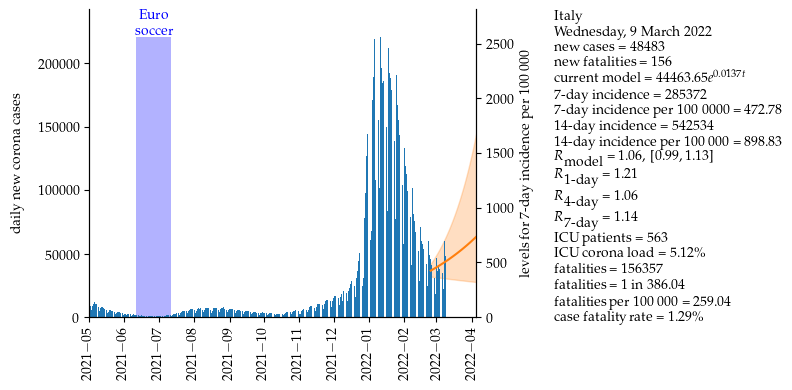 Euro
soccer
daily new corona cases
200000
150000
100000
50000
0
2021−05
2021−06
2021−07
2021−08
2021−09
2021−10
2021−11
2021−12
2022−01
2022−02
2022−03
2022−04
2500
2000
1500
1000
500
0
levels for 7-day incidence per 100 000
Italy
Wednesday, 9 March 2022
new cases = 48483
new fatalities = 156
current model = 44463.65e^0.0137t
7-day incidence = 285372
7-day incidence per 100 0000 = 472.78
14-day incidence = 542534
14-day incidence per 100 000 = 898.83
R_model = 1.06, [0.99, 1.13]
R_1-day = 1.21
R_4-day = 1.06
R_7-day = 1.14
ICU patients = 563
ICU corona load = 5.12%
fatalities = 156357
fatalities = 1 in 386.04
fatalities per 100 000 = 259.04
case fatality rate = 1.29%